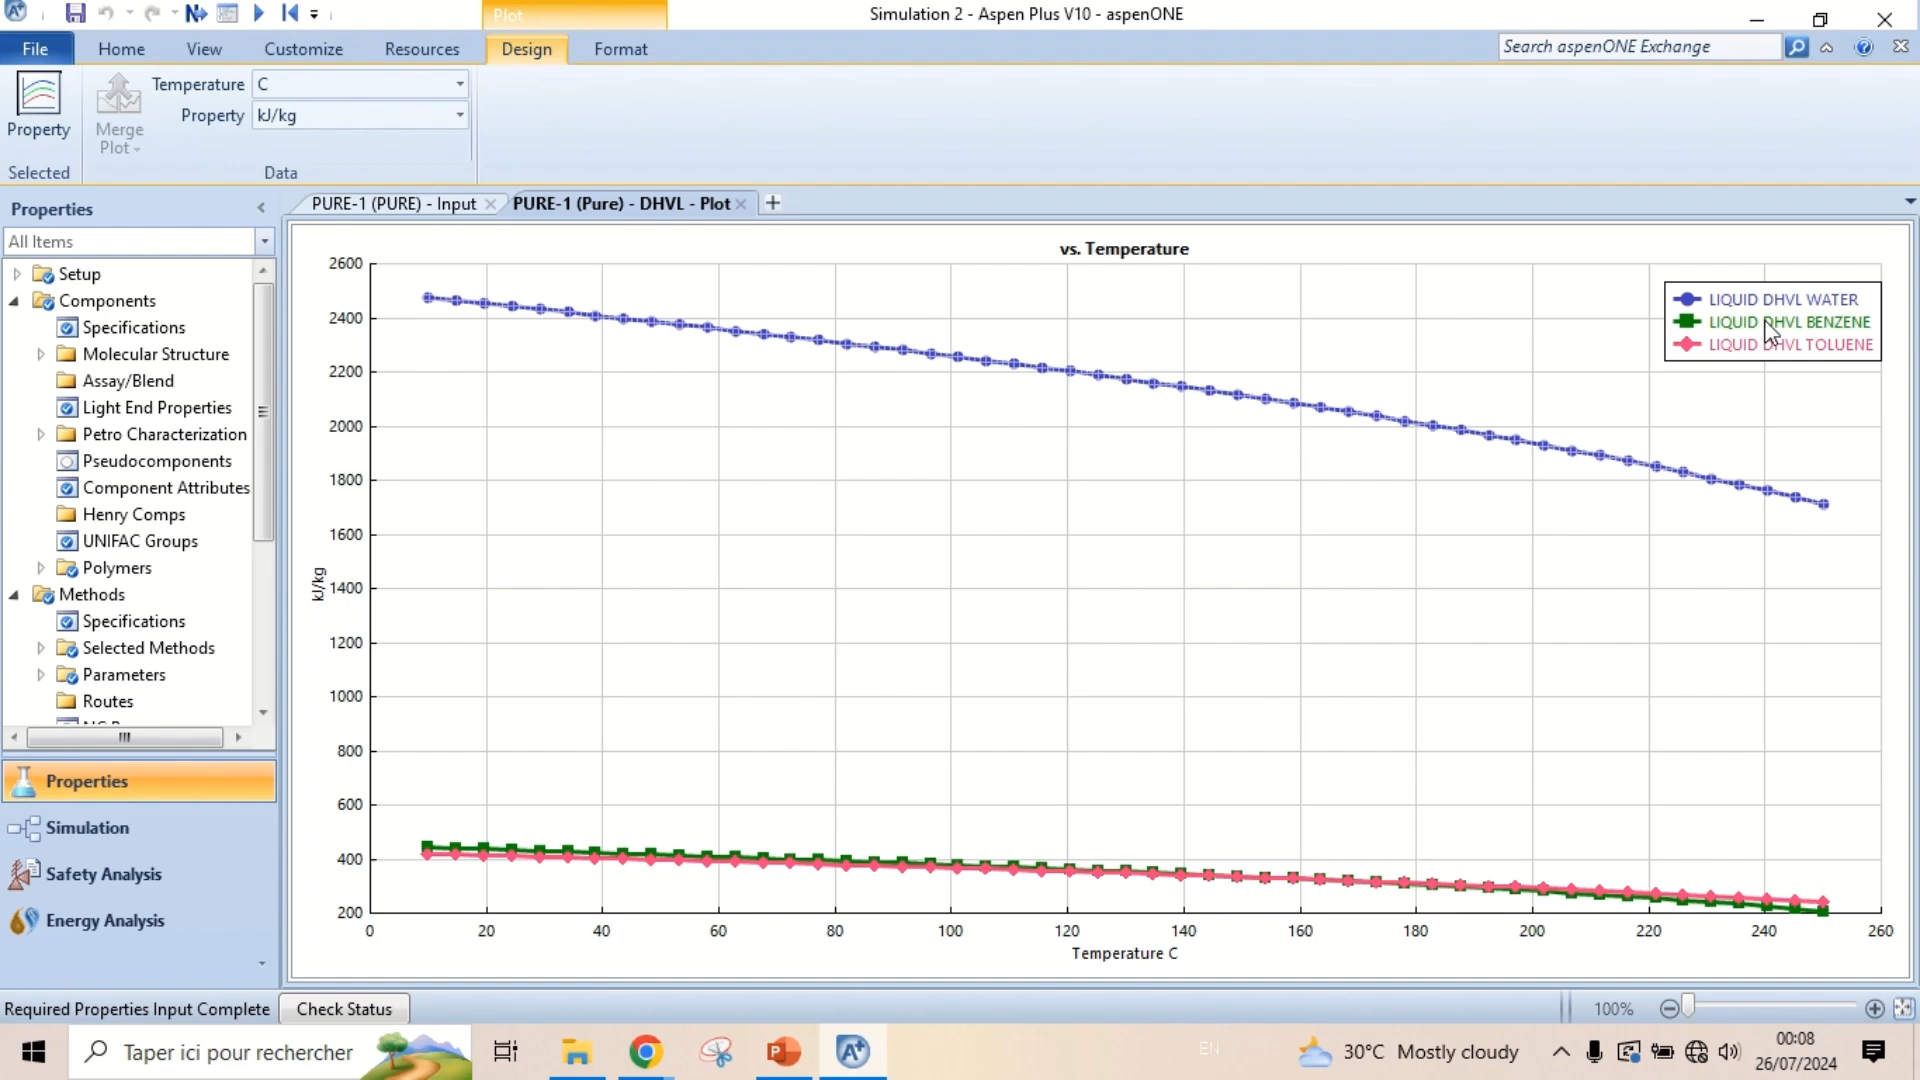 Plot
Simulation 2 - Aspen Plus V10 - aspenONE
File
Home
View
Customize
Resources
Design
Format
Search aspenONE Exchange
Temperature
C
Property
kJ/kg
Property
Merge
Plot
Selected
Data
Properties
PURE-1 (PURE) - Input
PURE-1 (Pure) - DHVL - Plot
All Items
Setup
Components
Specifications
Molecular Structure
Assay/Blend
Light End Properties
Petro Characterization
Pseudocomponents
Component Attributes
Henry Comps
UNIFAC Groups
Polymers
Methods
Specifications
Selected Methods
Parameters
Routes
Properties
Simulation
Safety Analysis
Energy Analysis
vs. Temperature
LIQUID DHVL WATER
LIQUID DHVL BENZENE
LIQUID DHVL TOLUENE
2600
2400
2200
2000
1800
1600
1400
1200
1000
800
600
400
200
kJ/kg
0 20 40 60 80 100 120 140 160 180 200 220 240 260
Temperature C
Required Properties Input Complete
Check Status
100%
Taper ici pour rechercher
EN
30°C Mostly cloudy
00:08
26/07/2024